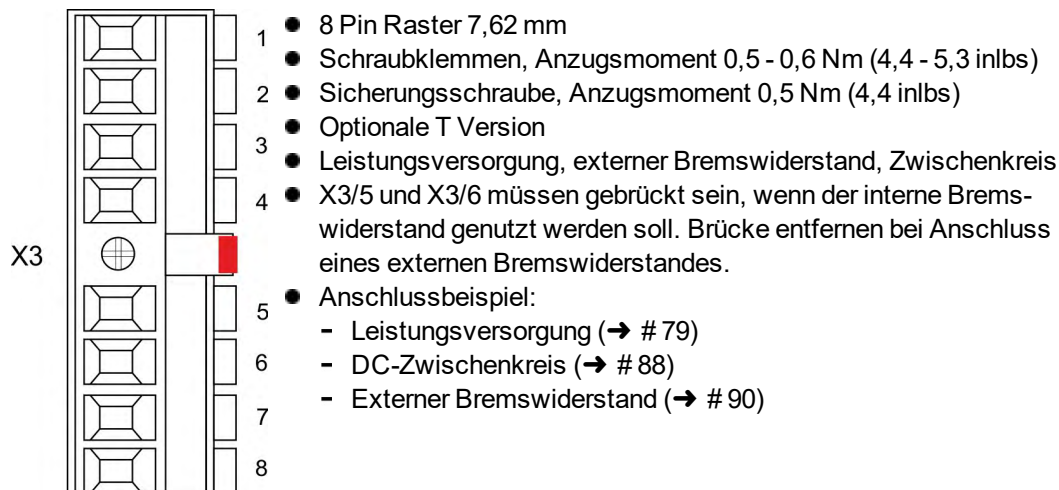 1
2
3
4
X3
5
6
7
8
● 8 Pin Raster 7,62 mm
● Schraubklemmen, Anzugsmoment 0,5 - 0,6 Nm (4,4 - 5,3 inlbs)
● Sicherungsschraube, Anzugsmoment 0,5 Nm (4,4 inlbs)
● Optionale T Version
● Leistungsversorgung, externer Bremswiderstand, Zwischenkreis
● X3/5 und X3/6 müssen gebrückt sein, wenn der interne Brems-
widerstand genutzt werden soll. Brücke entfernen bei Anschluss
eines externen Bremswiderstandes.
● Anschlussbeispiel:
- Leistungsversorgung (➔ # 79)
- DC-Zwischenkreis (➔ # 88)
- Externer Bremswiderstand (➔ # 90)